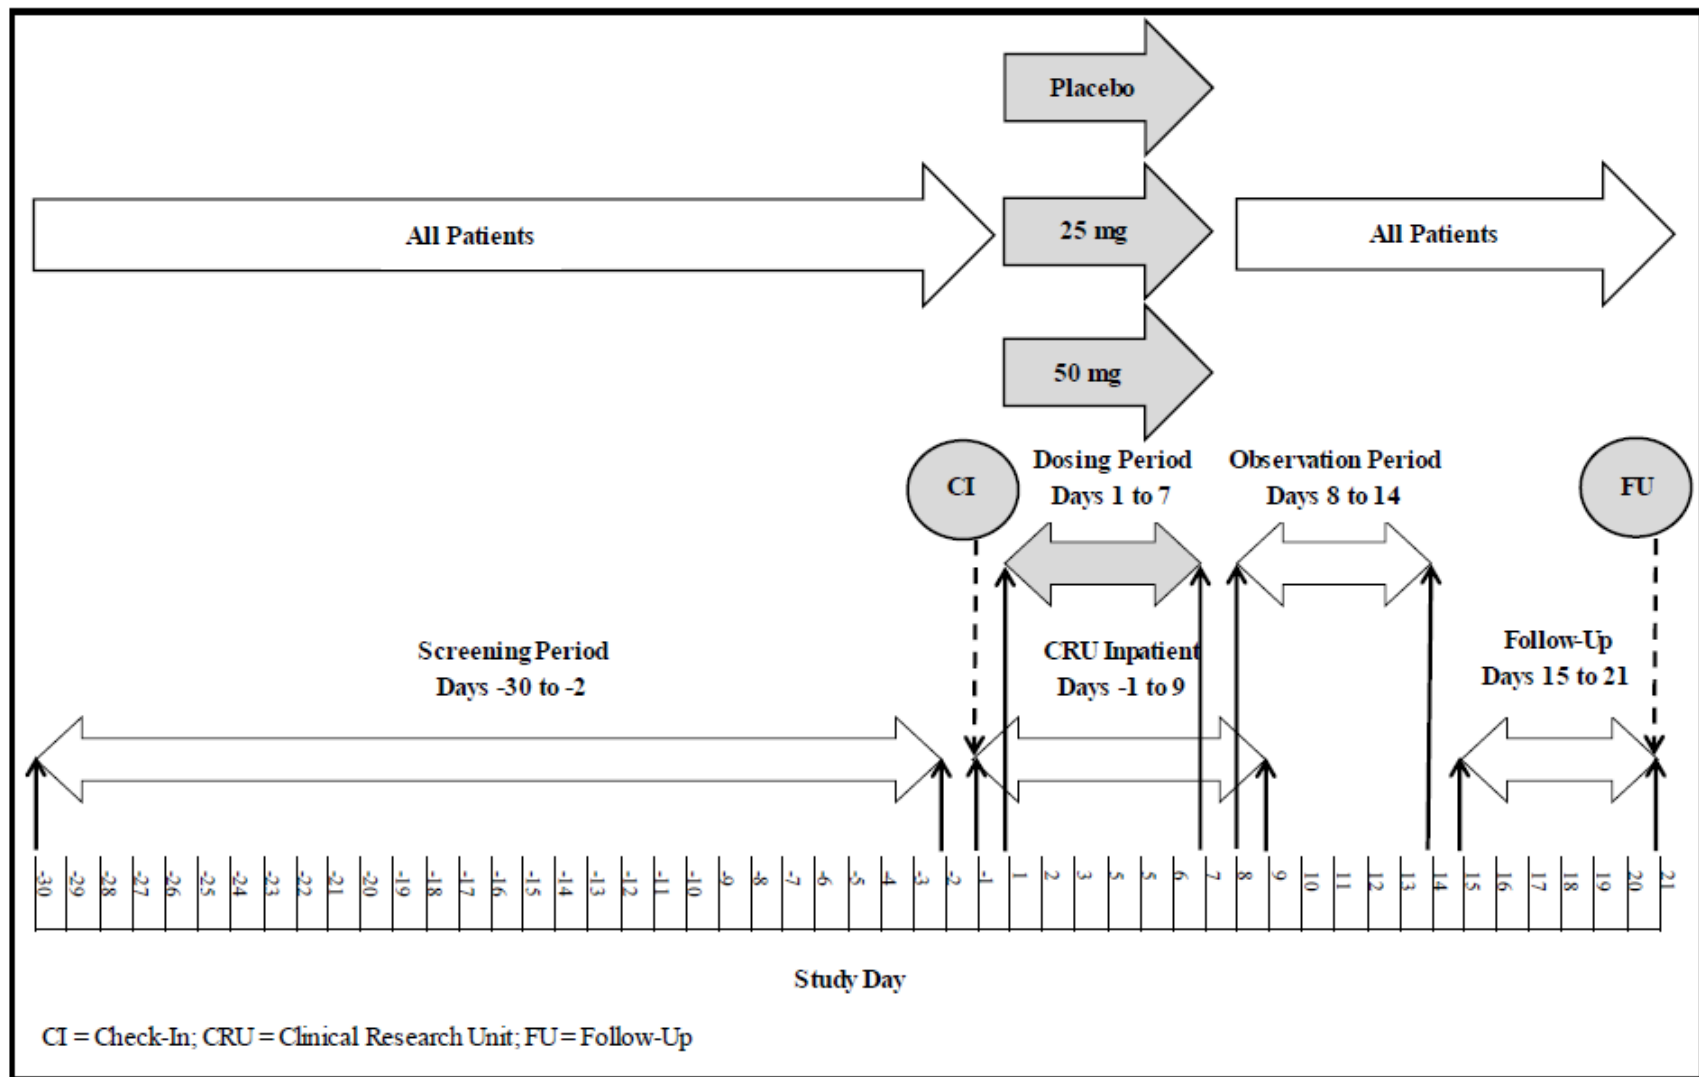 Placebo
All Patients
25 mg
All Patients
50 mg
CI
Dosing Period
Days 1 to 7
Observation Period
Days 8 to 14
FU
Screening Period
Days -30 to -2
CRU Inpatient
Days -1 to 9
Follow-Up
Days 15 to 21
-30 -29 -28 -27 -26 -25 -24 -23 -22 -21 -20 -19 -18 -17 -16 -15 -14 -13 -12 -11 -10 -9 -8 -7 -6 -5 -4 -3 -2 -1 1 2 3 5 5 6 7 8 9 10 11 12 13 14 15 16 17 18 19 20 21
Study Day
CI = Check-In; CRU = Clinical Research Unit; FU = Follow-Up